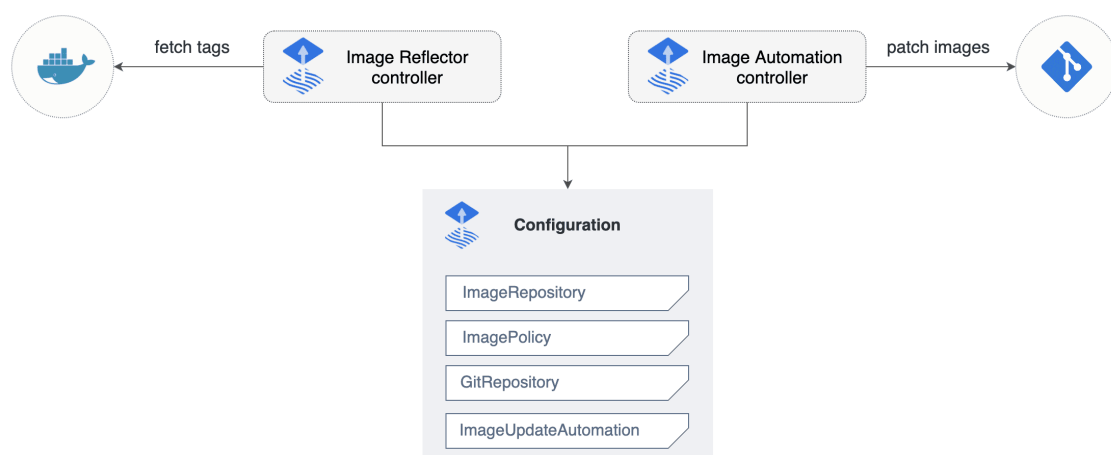 fetch tags
Image Reflector
controller
Image Automation
controller
patch images
Configuration
ImageRepository
ImagePolicy
GitRepository
ImageUpdateAutomation